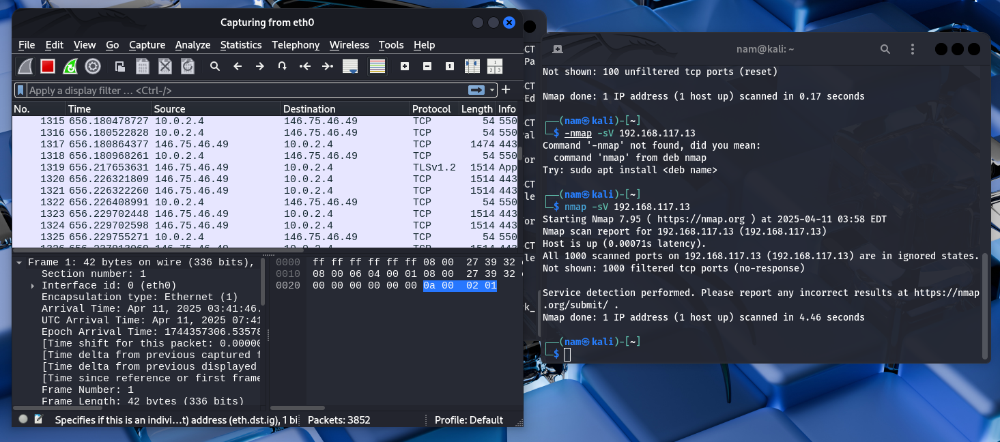 Capturing from eth0
File Edit View Go Capture Analyze Statistics Telephony Wireless Tools Help
Apply a display filter … <Ctrl-/>
No. Time Source Destination Protocol Length Info
1315 656.180478727 10.0.2.4 146.75.46.49 TCP 54 550
1316 656.180522828 10.0.2.4 146.75.46.49 TCP 54 550
1317 656.180864377 146.75.46.49 10.0.2.4 TCP 1474 443
1318 656.180968261 10.0.2.4 146.75.46.49 TCP 54 550
1319 656.217653631 146.75.46.49 10.0.2.4 TLSv1.2 1514 App
1320 656.226321809 146.75.46.49 10.0.2.4 TCP 1514 443
1321 656.226322260 146.75.46.49 10.0.2.4 TCP 1514 443
1322 656.226408991 10.0.2.4 146.75.46.49 TCP 54 550
1323 656.229702448 146.75.46.49 10.0.2.4 TCP 1514 443
1324 656.229702598 146.75.46.49 10.0.2.4 TCP 1514 443
1325 656.229755271 10.0.2.4 146.75.46.49 TCP 54 550
Frame 1: 42 bytes on wire (336 bits),
Section number: 1
Interface id: 0 (eth0)
Encapsulation type: Ethernet (1)
Arrival Time: Apr 11, 2025 03:41:46.
UTC Arrival Time: Apr 11, 2025 07:41
Epoch Arrival Time: 1744357306.53578
[Time shift for this packet: 0.00000
[Time delta from previous captured f
[Time delta from previous displayed
[Time since reference or first frame
Frame Number: 1
Frame Length: 42 bytes (336 bits)
0000 ff ff ff ff ff ff 08 00 27 39 32
0010 08 00 06 04 00 01 08 00 27 39 32
0020 00 00 00 00 00 00 0a 00 02 01
Specifies if this is an indivi…t) address (eth.dst.ig), 1 bi
Packets: 3852
Profile: Default
CT
Pa
CT
Ed
CT
al
or
CT
le
or
CT
le
k_
nam@kali: ~
Not shown: 100 unfiltered tcp ports (reset)
Nmap done: 1 IP address (1 host up) scanned in 0.17 seconds
┌──(nam㉿kali)-[~]
└─$ -nmap -sV 192.168.117.13
Command '-nmap' not found, did you mean:
command 'nmap' from deb nmap
Try: sudo apt install <deb name>
┌──(nam㉿kali)-[~]
└─$ nmap -sV 192.168.117.13
Starting Nmap 7.95 ( https://nmap.org ) at 2025-04-11 03:58 EDT
Nmap scan report for 192.168.117.13 (192.168.117.13)
Host is up (0.00071s latency).
All 1000 scanned ports on 192.168.117.13 (192.168.117.13) are in ignored states.
Not shown: 1000 filtered tcp ports (no-response)
Service detection performed. Please report any incorrect results at https://nmap
.org/submit/ .
Nmap done: 1 IP address (1 host up) scanned in 4.46 seconds
┌──(nam㉿kali)-[~]
└─$